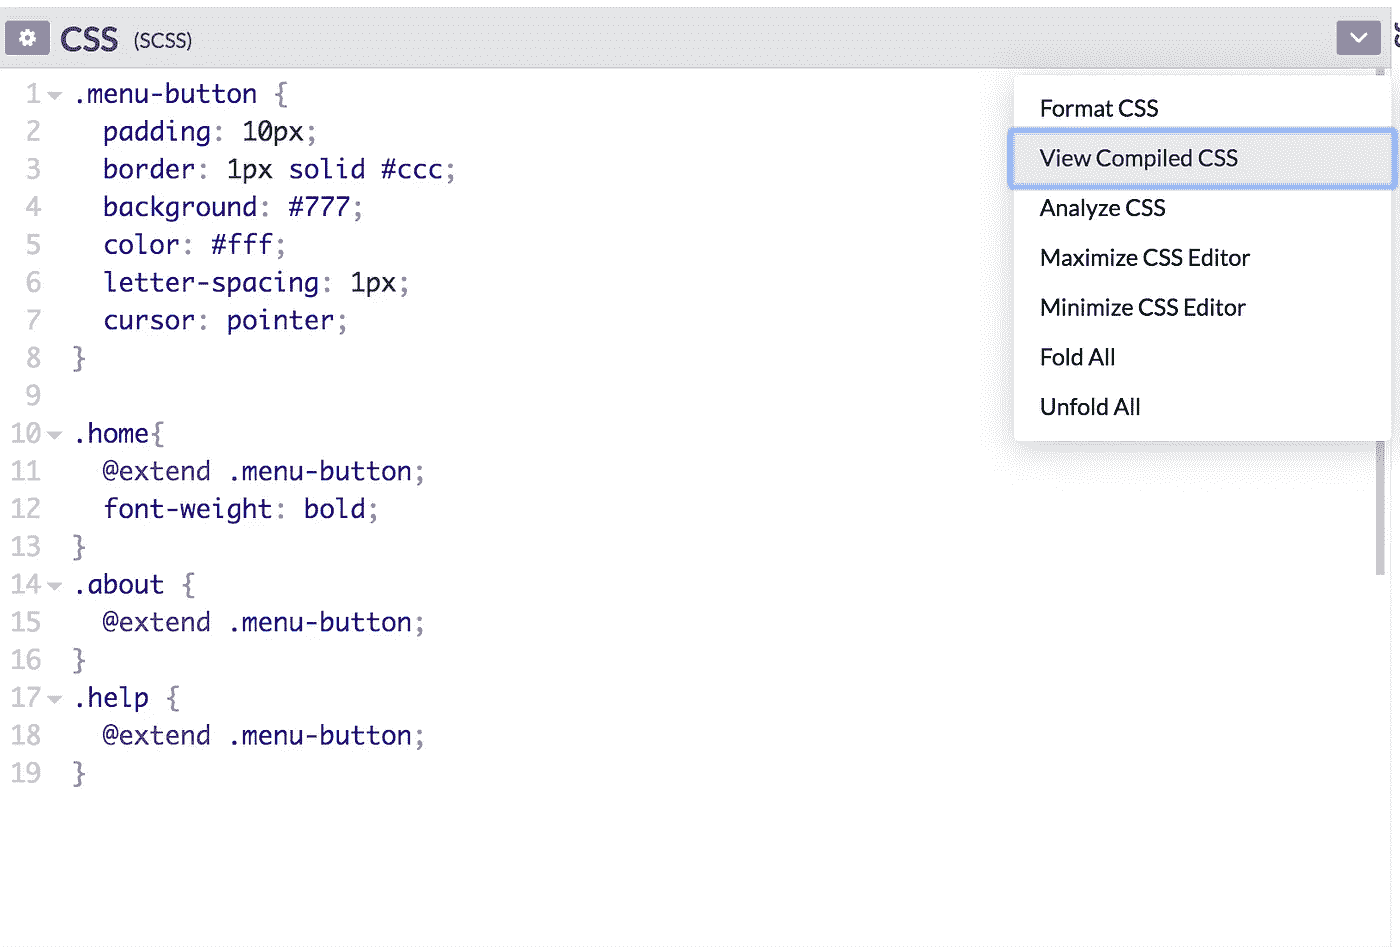 CSS (SCSS)
1 .menu-button {
2 padding: 10px;
3 border: 1px solid #ccc;
4 background: #777;
5 color: #fff;
6 letter-spacing: 1px;
7 cursor: pointer;
8 }
9
10 .home{
11 @extend .menu-button;
12 font-weight: bold;
13 }
14 .about {
15 @extend .menu-button;
16 }
17 .help {
18 @extend .menu-button;
19 }
Format CSS
View Compiled CSS
Analyze CSS
Maximize CSS Editor
Minimize CSS Editor
Fold All
Unfold All